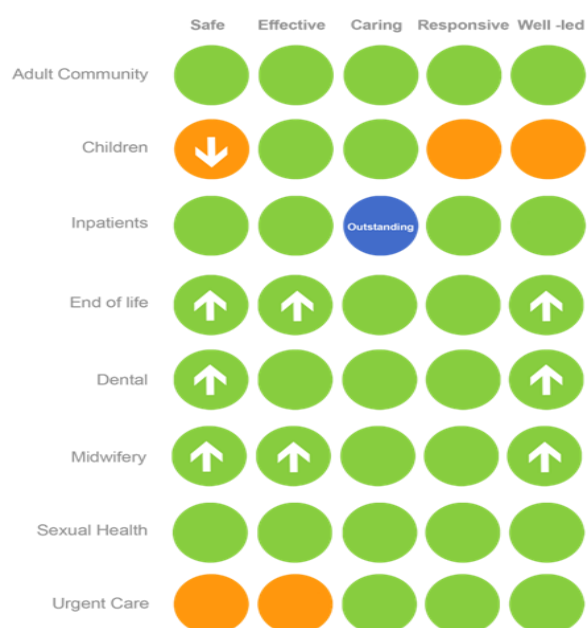 Safe Effective Caring Responsive Well -led
Adult Community
Children
Inpatients Outstanding
End of life
Dental
Midwifery
Sexual Health
Urgent Care